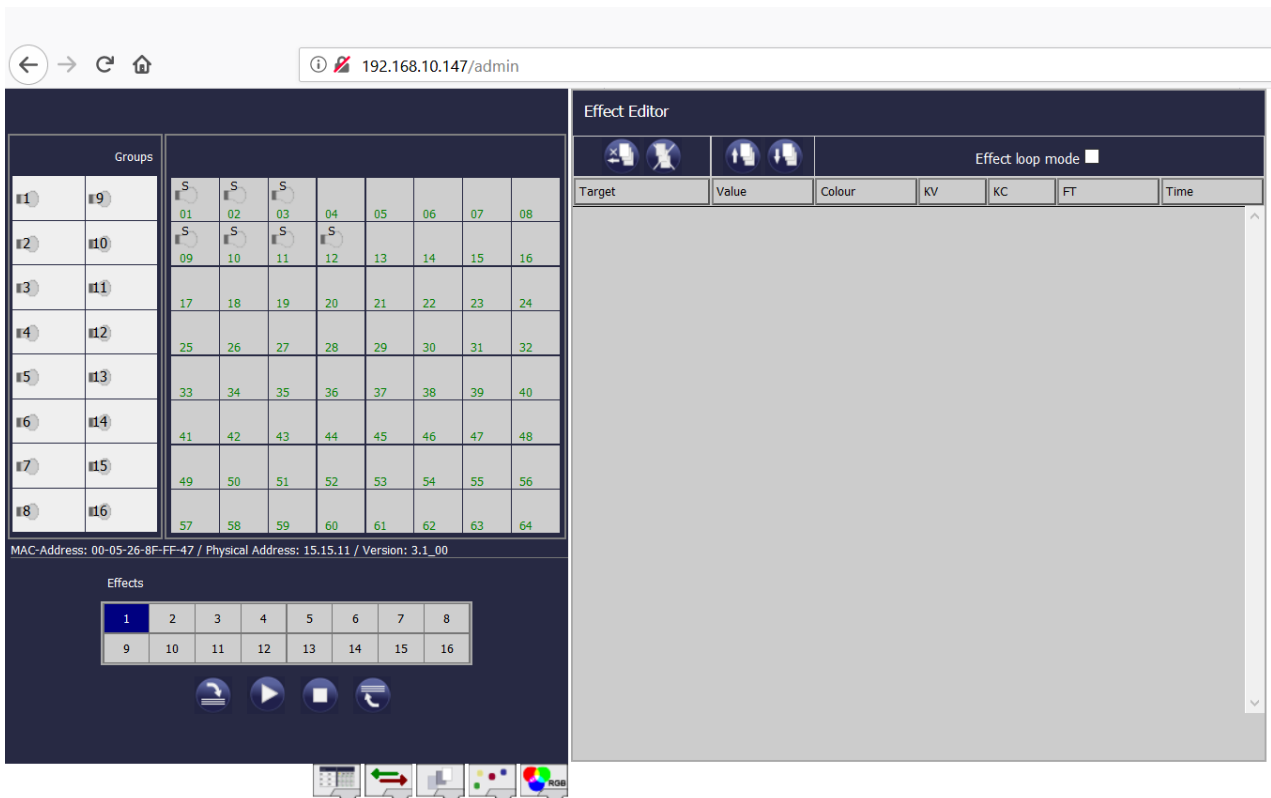 192.168.10.147/admin
Effect Editor
Groups
Effect loop mode
Target Value Colour KV KC FT Time
1 9
2 10
3 11
4 12
5 13
6 14
7 15
8 16
S S S
01 02 03 04 05 06 07 08
S S S S
09 10 11 12 13 14 15 16
17 18 19 20 21 22 23 24
25 26 27 28 29 30 31 32
33 34 35 36 37 38 39 40
41 42 43 44 45 46 47 48
49 50 51 52 53 54 55 56
57 58 59 60 61 62 63 64
MAC-Address: 00-05-26-8F-FF-47 / Physical Address: 15.15.11 / Version: 3.1_00
Effects
1 2 3 4 5 6 7 8
9 10 11 12 13 14 15 16
RGB